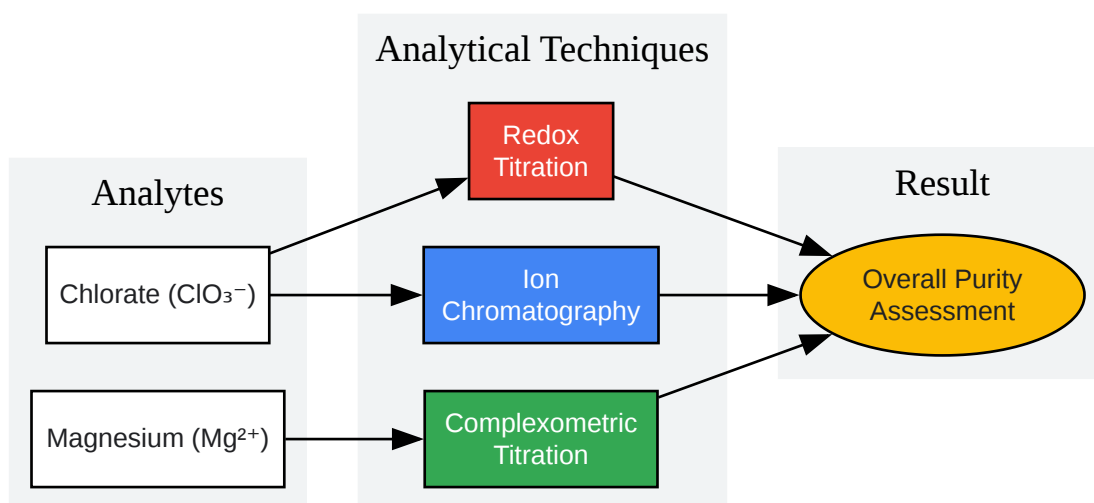 Analytes
Chlorate (ClO₃⁻)
Magnesium (Mg²⁺)
Analytical Techniques
Redox
Titration
Ion
Chromatography
Complexometric
Titration
Result
Overall Purity
Assessment